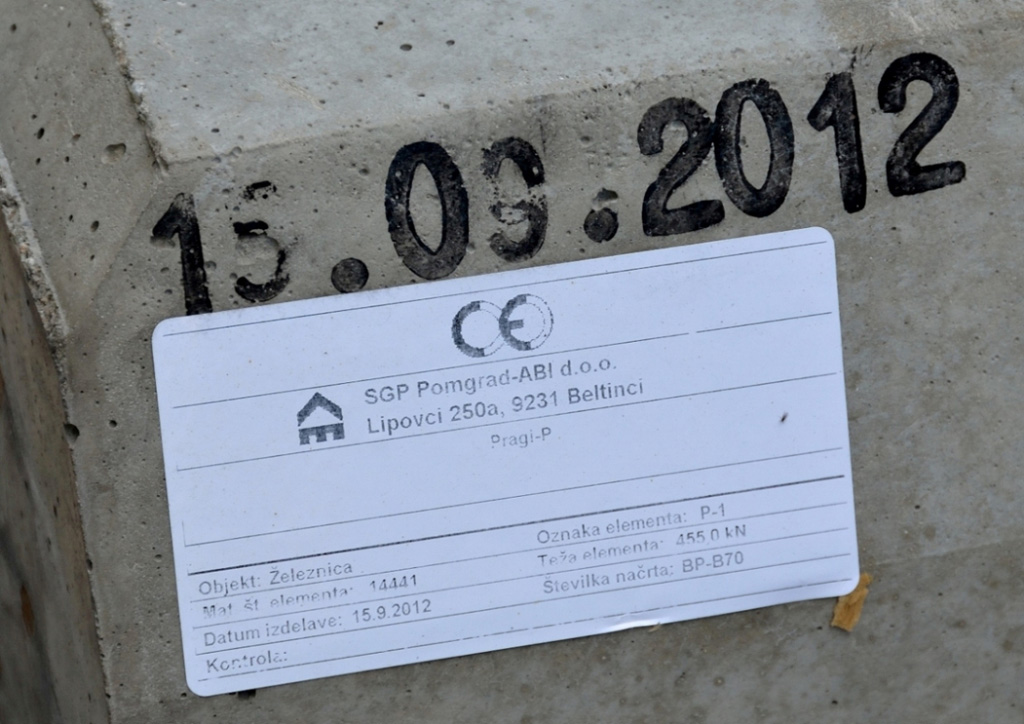 15.09.2012
CE
SGP Pomgrad-ABI d.o.o.
Lipovci 250a, 9231 Beltinci
Pragi-P
Objekt: Železnica
Oznaka elementa: P-1
Mat. št. elementa: 14441
Teža elementa: 455.0 kN
Datum izdelave: 15.9.2012
Številka načrta: BP-B70
Kontrola: